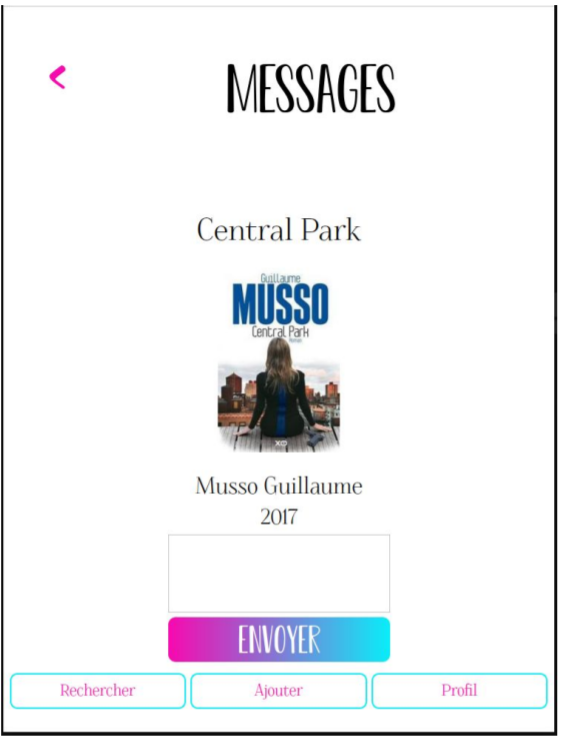 MESSAGES
Central Park
Guillaume
MUSSO
Central Park
Roman
XO
Musso Guillaume
2017
ENVOYER
Rechercher
Ajouter
Profil